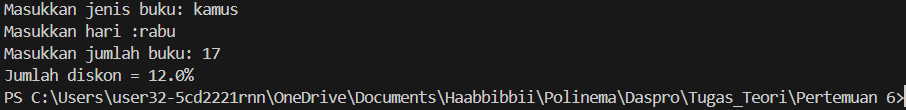 Masukkan jenis buku: kamus
Masukkan hari :rabu
Masukkan jumlah buku: 17
Jumlah diskon = 12.0%
PS C:\Users\user32-5cd2221rnn\OneDrive\Documents\Haabbibbii\Polinema\Daspro\Tugas_Teori\Pertemuan 6>